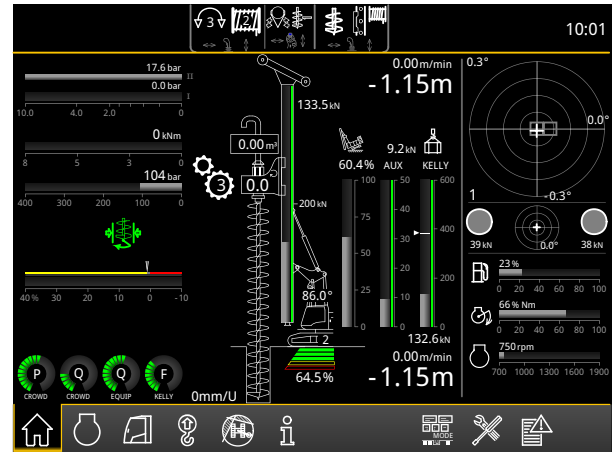 3 2 10:01
17.6 bar
II
0.0 bar
I
10.0 4.0 2.0 0
0 kNm
8 5 3 0
104 bar
400 300 200 100 0
40 % 30 20 10 0 -10
P Q Q F
CROWD CROWD EQUIP KELLY
0.00 m/min
-1.15m
133.5 kN
0.00 m³
3 0.0
200 kN
86.0°
2
64.5%
0mm/U
9.2 kN
60.4% AUX KELLY
100 50 600
75 40
30 400
50
20 200
25 10
0 0 0
132.6 kN
0.00 m/min
-1.15m
0.3°
0.0°
1 -0.3°
39 kN 0.0° 38 kN
23 %
0 20 40 60 80 100
66 % Nm
0 20 40 60 80 100
750 rpm
700 1000 1300 1600 1900
MODE